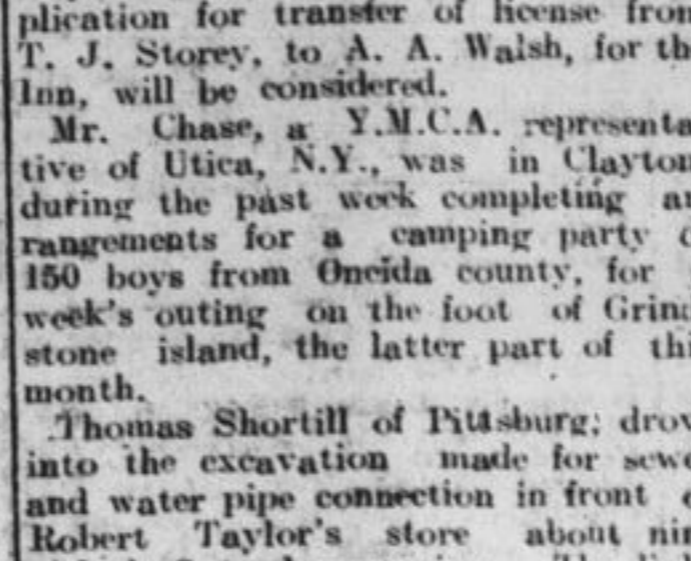 plication for transfer of license from
T. J. Storey, to A. A. Walsh, for th
Inn, will be considered.
Mr. Chase, a Y.M.C.A. representa
tive of Utica, N.Y., was in Clayton
during the past week completing ar
rangements for a camping party o
150 boys from Oneida county, for
week's outing on the foot of Grind
stone island, the latter part of thi
month.
Thomas Shortill of Pittsburg; drov
into the excavation made for sewe
and water pipe connection in front o
Robert Taylor's store about nin